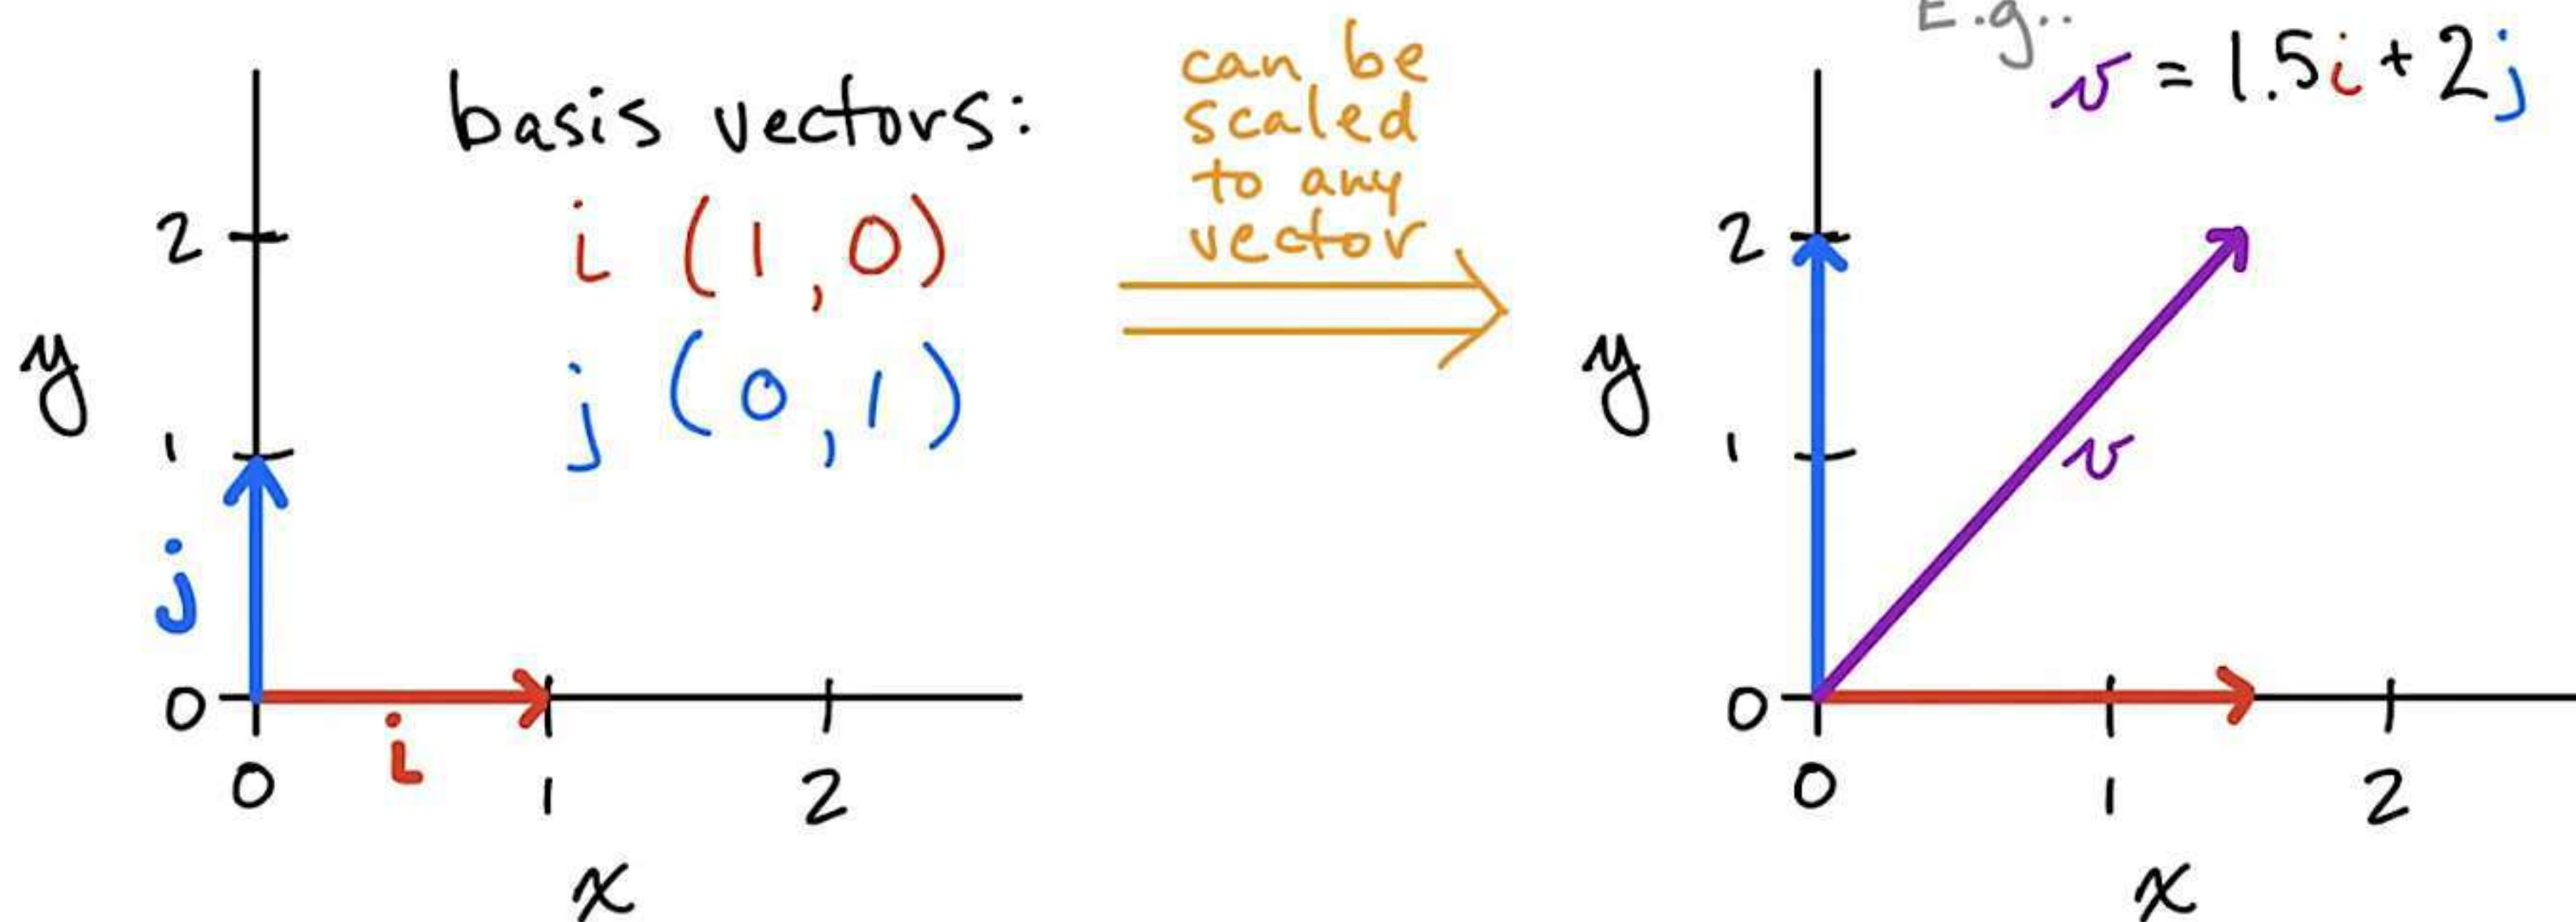 basis vectors:
i (1,0)
j (0,1)
2
y
1
j
0
i
0 1 2
x
can be
scaled
to any
vector
E.g..
v = 1.5i + 2j
2
y
1
v
0
0 1 2
x